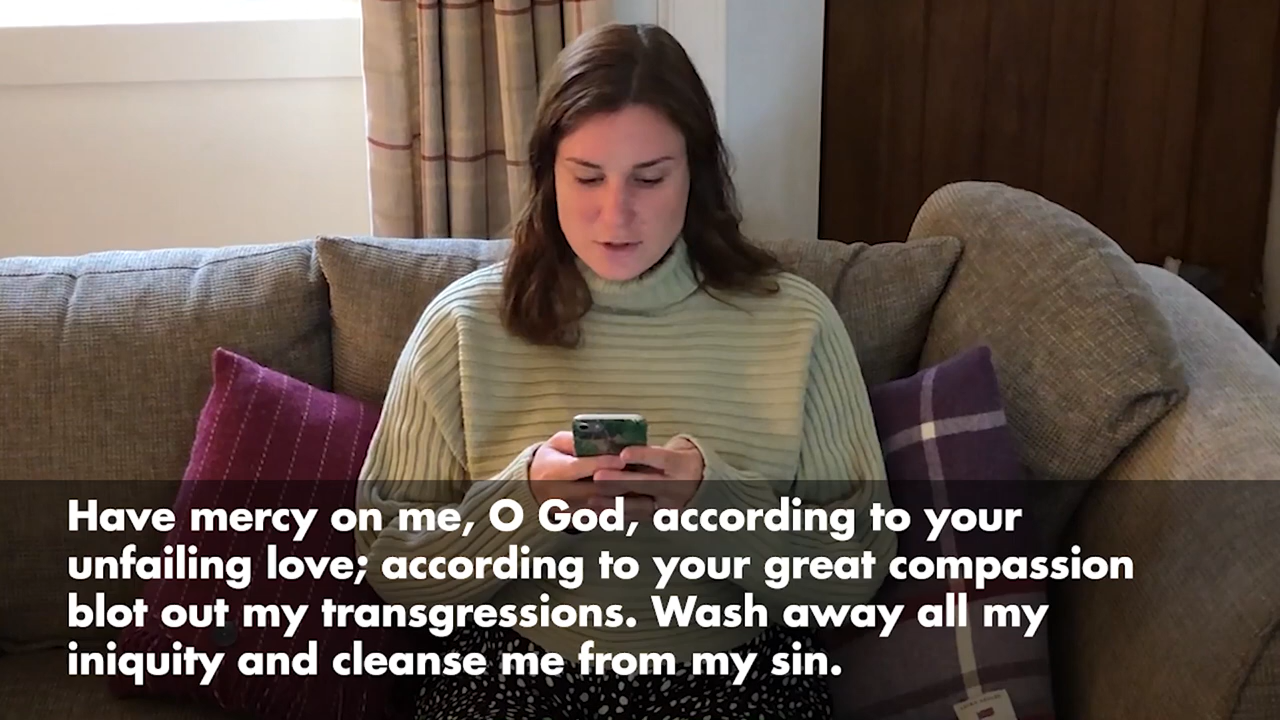 Have mercy on me, O God, according to your
unfailing love; according to your great compassion
blot out my transgressions. Wash away all my
iniquity and cleanse me from my sin.